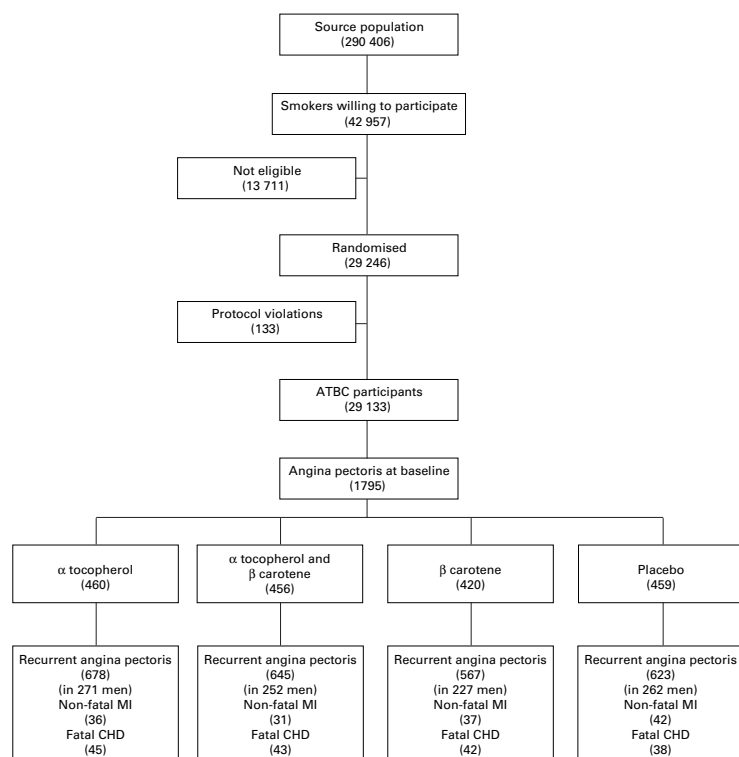 Source population
(290 406)
Smokers willing to participate
(42 957)
Not eligible
(13 711)
Randomised
(29 246)
Protocol violations
(133)
ATBC participants
(29 133)
Angina pectoris at baseline
(1795)
α tocopherol
(460)
α tocopherol and
β carotene
(456)
β carotene
(420)
Placebo
(459)
Recurrent angina pectoris
(678)
(in 271 men)
Non-fatal MI
(36)
Fatal CHD
(45)
Recurrent angina pectoris
(645)
(in 252 men)
Non-fatal MI
(31)
Fatal CHD
(43)
Recurrent angina pectoris
(567)
(in 227 men)
Non-fatal MI
(37)
Fatal CHD
(42)
Recurrent angina pectoris
(623)
(in 262 men)
Non-fatal MI
(42)
Fatal CHD
(38)